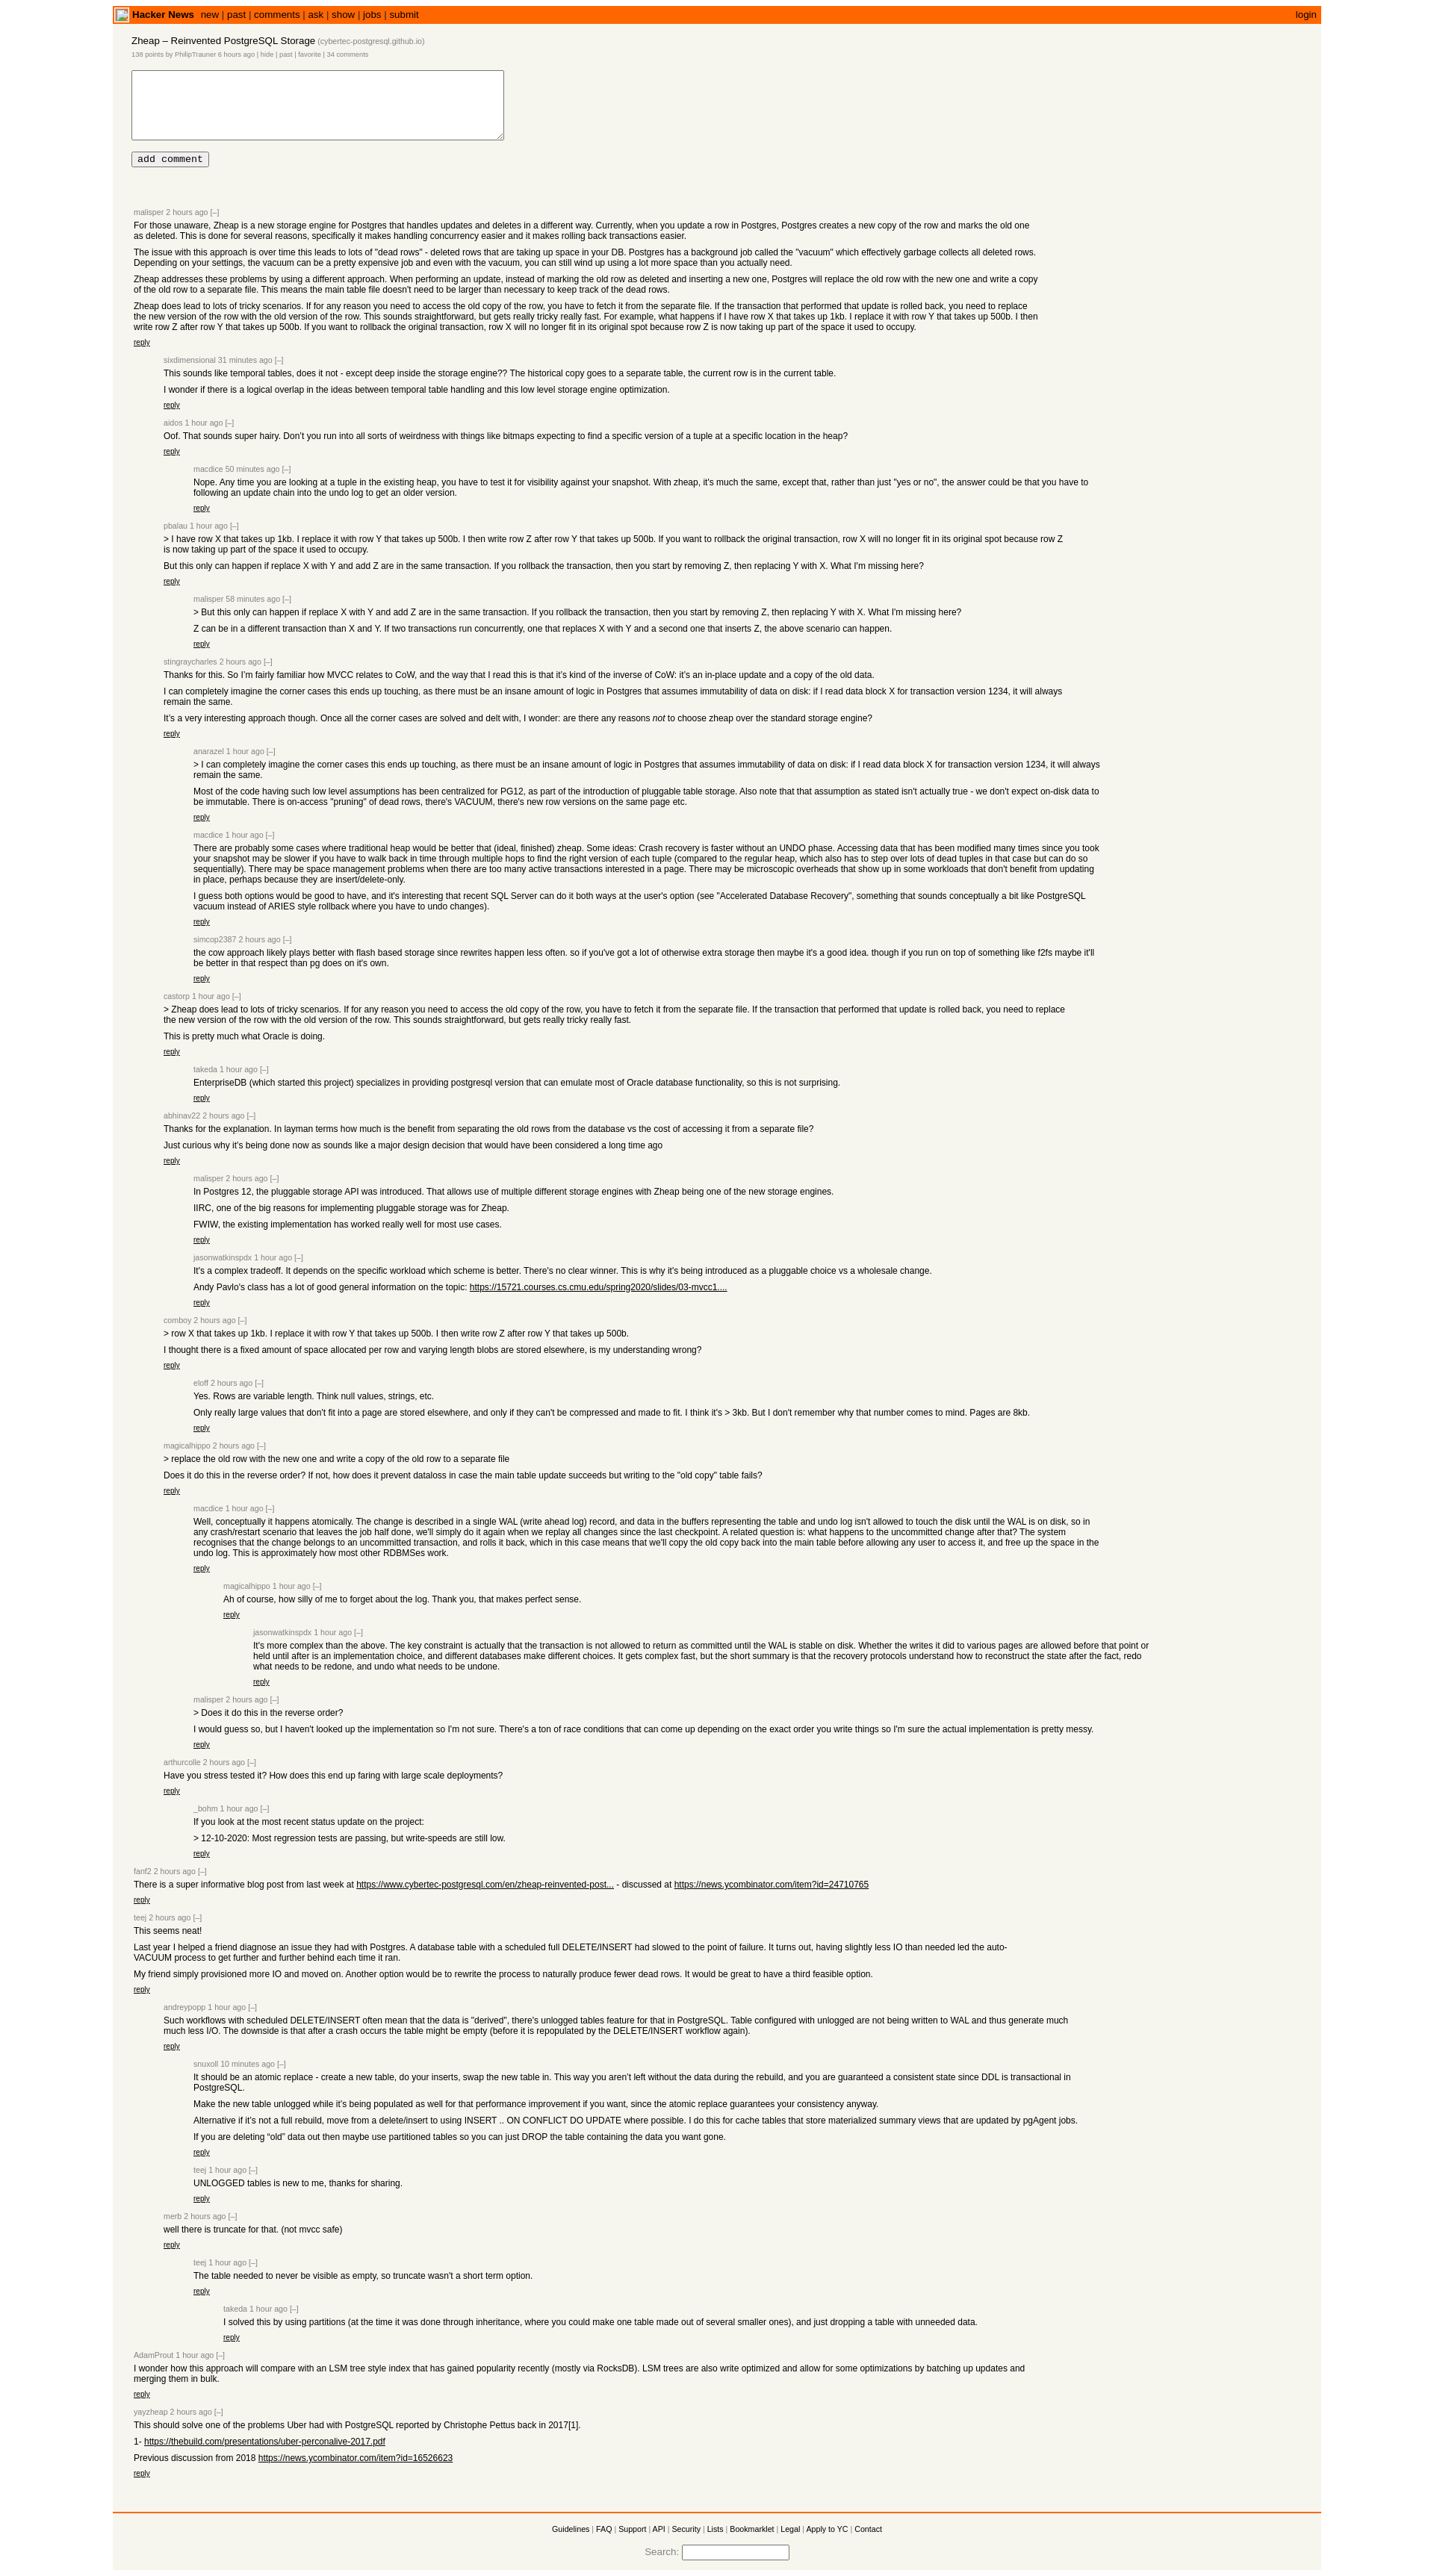 Hacker News new | past | comments | ask | show | jobs | submit login
Zheap – Reinvented PostgreSQL Storage (cybertec-postgresql.github.io)
138 points by PhilipTrauner 6 hours ago | hide | past | favorite | 34 comments
add comment
malisper 2 hours ago [–]
For those unaware, Zheap is a new storage engine for Postgres that handles updates and deletes in a different way. Currently, when you update a row in Postgres, Postgres creates a new copy of the row and marks the old one
as deleted. This is done for several reasons, specifically it makes handling concurrency easier and it makes rolling back transactions easier.
The issue with this approach is over time this leads to lots of "dead rows" - deleted rows that are taking up space in your DB. Postgres has a background job called the "vacuum" which effectively garbage collects all deleted rows.
Depending on your settings, the vacuum can be a pretty expensive job and even with the vacuum, you can still wind up using a lot more space than you actually need.
Zheap addresses these problems by using a different approach. When performing an update, instead of marking the old row as deleted and inserting a new one, Postgres will replace the old row with the new one and write a copy
of the old row to a separate file. This means the main table file doesn't need to be larger than necessary to keep track of the dead rows.
Zheap does lead to lots of tricky scenarios. If for any reason you need to access the old copy of the row, you have to fetch it from the separate file. If the transaction that performed that update is rolled back, you need to replace
the new version of the row with the old version of the row. This sounds straightforward, but gets really tricky really fast. For example, what happens if I have row X that takes up 1kb. I replace it with row Y that takes up 500b. I then
write row Z after row Y that takes up 500b. If you want to rollback the original transaction, row X will no longer fit in its original spot because row Z is now taking up part of the space it used to occupy.
reply
sixdimensional 31 minutes ago [–]
This sounds like temporal tables, does it not - except deep inside the storage engine?? The historical copy goes to a separate table, the current row is in the current table.
I wonder if there is a logical overlap in the ideas between temporal table handling and this low level storage engine optimization.
reply
aidos 1 hour ago [–]
Oof. That sounds super hairy. Don't you run into all sorts of weirdness with things like bitmaps expecting to find a specific version of a tuple at a specific location in the heap?
reply
macdice 50 minutes ago [–]
Nope. Any time you are looking at a tuple in the existing heap, you have to test it for visibility against your snapshot. With zheap, it's much the same, except that, rather than just "yes or no", the answer could be that you have to
following an update chain into the undo log to get an older version.
reply
pbalau 1 hour ago [–]
> I have row X that takes up 1kb. I replace it with row Y that takes up 500b. I then write row Z after row Y that takes up 500b. If you want to rollback the original transaction, row X will no longer fit in its original spot because row Z
is now taking up part of the space it used to occupy.
But this only can happen if replace X with Y and add Z are in the same transaction. If you rollback the transaction, then you start by removing Z, then replacing Y with X. What I'm missing here?
reply
malisper 58 minutes ago [–]
> But this only can happen if replace X with Y and add Z are in the same transaction. If you rollback the transaction, then you start by removing Z, then replacing Y with X. What I'm missing here?
Z can be in a different transaction than X and Y. If two transactions run concurrently, one that replaces X with Y and a second one that inserts Z, the above scenario can happen.
reply
stingraycharles 2 hours ago [–]
Thanks for this. So I'm fairly familiar how MVCC relates to CoW, and the way that I read this is that it's kind of the inverse of CoW: it's an in-place update and a copy of the old data.
I can completely imagine the corner cases this ends up touching, as there must be an insane amount of logic in Postgres that assumes immutability of data on disk: if I read data block X for transaction version 1234, it will always
remain the same.
It's a very interesting approach though. Once all the corner cases are solved and delt with, I wonder: are there any reasons not to choose zheap over the standard storage engine?
reply
anarazel 1 hour ago [–]
> I can completely imagine the corner cases this ends up touching, as there must be an insane amount of logic in Postgres that assumes immutability of data on disk: if I read data block X for transaction version 1234, it will always
remain the same.
Most of the code having such low level assumptions has been centralized for PG12, as part of the introduction of pluggable table storage. Also note that that assumption as stated isn't actually true - we don't expect on-disk data to
be immutable. There is on-access "pruning" of dead rows, there's VACUUM, there's new row versions on the same page etc.
reply
macdice 1 hour ago [–]
There are probably some cases where traditional heap would be better that (ideal, finished) zheap. Some ideas: Crash recovery is faster without an UNDO phase. Accessing data that has been modified many times since you took
your snapshot may be slower if you have to walk back in time through multiple hops to find the right version of each tuple (compared to the regular heap, which also has to step over lots of dead tuples in that case but can do so
sequentially). There may be space management problems when there are too many active transactions interested in a page. There may be microscopic overheads that show up in some workloads that don't benefit from updating
in place, perhaps because they are insert/delete-only.
I guess both options would be good to have, and it's interesting that recent SQL Server can do it both ways at the user's option (see "Accelerated Database Recovery", something that sounds conceptually a bit like PostgreSQL
vacuum instead of ARIES style rollback where you have to undo changes).
reply
simcop2387 2 hours ago [–]
the cow approach likely plays better with flash based storage since rewrites happen less often. so if you've got a lot of otherwise extra storage then maybe it's a good idea. though if you run on top of something like f2fs maybe it'll
be better in that respect than pg does on it's own.
reply
castorp 1 hour ago [–]
> Zheap does lead to lots of tricky scenarios. If for any reason you need to access the old copy of the row, you have to fetch it from the separate file. If the transaction that performed that update is rolled back, you need to replace
the new version of the row with the old version of the row. This sounds straightforward, but gets really tricky really fast.
This is pretty much what Oracle is doing.
reply
takeda 1 hour ago [–]
EnterpriseDB (which started this project) specializes in providing postgresql version that can emulate most of Oracle database functionality, so this is not surprising.
reply
abhinav22 2 hours ago [–]
Thanks for the explanation. In layman terms how much is the benefit from separating the old rows from the database vs the cost of accessing it from a separate file?
Just curious why it's being done now as sounds like a major design decision that would have been considered a long time ago
reply
malisper 2 hours ago [–]
In Postgres 12, the pluggable storage API was introduced. That allows use of multiple different storage engines with Zheap being one of the new storage engines.
IIRC, one of the big reasons for implementing pluggable storage was for Zheap.
FWIW, the existing implementation has worked really well for most use cases.
reply
jasonwatkinspdx 1 hour ago [–]
It's a complex tradeoff. It depends on the specific workload which scheme is better. There's no clear winner. This is why it's being introduced as a pluggable choice vs a wholesale change.
Andy Pavlo's class has a lot of good general information on the topic: https://15721.courses.cs.cmu.edu/spring2020/slides/03-mvcc1....
reply
comboy 2 hours ago [–]
> row X that takes up 1kb. I replace it with row Y that takes up 500b. I then write row Z after row Y that takes up 500b.
I thought there is a fixed amount of space allocated per row and varying length blobs are stored elsewhere, is my understanding wrong?
reply
eloff 2 hours ago [–]
Yes. Rows are variable length. Think null values, strings, etc.
Only really large values that don't fit into a page are stored elsewhere, and only if they can't be compressed and made to fit. I think it's > 3kb. But I don't remember why that number comes to mind. Pages are 8kb.
reply
magicalhippo 2 hours ago [–]
> replace the old row with the new one and write a copy of the old row to a separate file
Does it do this in the reverse order? If not, how does it prevent dataloss in case the main table update succeeds but writing to the "old copy" table fails?
reply
macdice 1 hour ago [–]
Well, conceptually it happens atomically. The change is described in a single WAL (write ahead log) record, and data in the buffers representing the table and undo log isn't allowed to touch the disk until the WAL is on disk, so in
any crash/restart scenario that leaves the job half done, we'll simply do it again when we replay all changes since the last checkpoint. A related question is: what happens to the uncommitted change after that? The system
recognises that the change belongs to an uncommitted transaction, and rolls it back, which in this case means that we'll copy the old copy back into the main table before allowing any user to access it, and free up the space in the
undo log. This is approximately how most other RDBMSes work.
reply
magicalhippo 1 hour ago [–]
Ah of course, how silly of me to forget about the log. Thank you, that makes perfect sense.
reply
jasonwatkinspdx 1 hour ago [–]
It's more complex than the above. The key constraint is actually that the transaction is not allowed to return as committed until the WAL is stable on disk. Whether the writes it did to various pages are allowed before that point or
held until after is an implementation choice, and different databases make different choices. It gets complex fast, but the short summary is that the recovery protocols understand how to reconstruct the state after the fact, redo
what needs to be redone, and undo what needs to be undone.
reply
malisper 2 hours ago [–]
> Does it do this in the reverse order?
I would guess so, but I haven't looked up the implementation so I'm not sure. There's a ton of race conditions that can come up depending on the exact order you write things so I'm sure the actual implementation is pretty messy.
reply
arthurcolle 2 hours ago [–]
Have you stress tested it? How does this end up faring with large scale deployments?
reply
_bohm 1 hour ago [–]
If you look at the most recent status update on the project:
> 12-10-2020: Most regression tests are passing, but write-speeds are still low.
reply
fanf2 2 hours ago [–]
There is a super informative blog post from last week at https://www.cybertec-postgresql.com/en/zheap-reinvented-post... - discussed at https://news.ycombinator.com/item?id=24710765
reply
teej 2 hours ago [–]
This seems neat!
Last year I helped a friend diagnose an issue they had with Postgres. A database table with a scheduled full DELETE/INSERT had slowed to the point of failure. It turns out, having slightly less IO than needed led the auto-
VACUUM process to get further and further behind each time it ran.
My friend simply provisioned more IO and moved on. Another option would be to rewrite the process to naturally produce fewer dead rows. It would be great to have a third feasible option.
reply
andreypopp 1 hour ago [–]
Such workflows with scheduled DELETE/INSERT often mean that the data is "derived", there's unlogged tables feature for that in PostgreSQL. Table configured with unlogged are not being written to WAL and thus generate much
much less I/O. The downside is that after a crash occurs the table might be empty (before it is repopulated by the DELETE/INSERT workflow again).
reply
snuxoll 10 minutes ago [–]
It should be an atomic replace - create a new table, do your inserts, swap the new table in. This way you aren't left without the data during the rebuild, and you are guaranteed a consistent state since DDL is transactional in
PostgreSQL.
Make the new table unlogged while it's being populated as well for that performance improvement if you want, since the atomic replace guarantees your consistency anyway.
Alternative if it's not a full rebuild, move from a delete/insert to using INSERT .. ON CONFLICT DO UPDATE where possible. I do this for cache tables that store materialized summary views that are updated by pgAgent jobs.
If you are deleting “old” data out then maybe use partitioned tables so you can just DROP the table containing the data you want gone.
reply
teej 1 hour ago [–]
UNLOGGED tables is new to me, thanks for sharing.
reply
merb 2 hours ago [–]
well there is truncate for that. (not mvcc safe)
reply
teej 1 hour ago [–]
The table needed to never be visible as empty, so truncate wasn't a short term option.
reply
takeda 1 hour ago [–]
I solved this by using partitions (at the time it was done through inheritance, where you could make one table made out of several smaller ones), and just dropping a table with unneeded data.
reply
AdamProut 1 hour ago [–]
I wonder how this approach will compare with an LSM tree style index that has gained popularity recently (mostly via RocksDB). LSM trees are also write optimized and allow for some optimizations by batching up updates and
merging them in bulk.
reply
yayzheap 2 hours ago [–]
This should solve one of the problems Uber had with PostgreSQL reported by Christophe Pettus back in 2017[1].
1- https://thebuild.com/presentations/uber-perconalive-2017.pdf
Previous discussion from 2018 https://news.ycombinator.com/item?id=16526623
reply
Guidelines | FAQ | Support | API | Security | Lists | Bookmarklet | Legal | Apply to YC | Contact
Search: